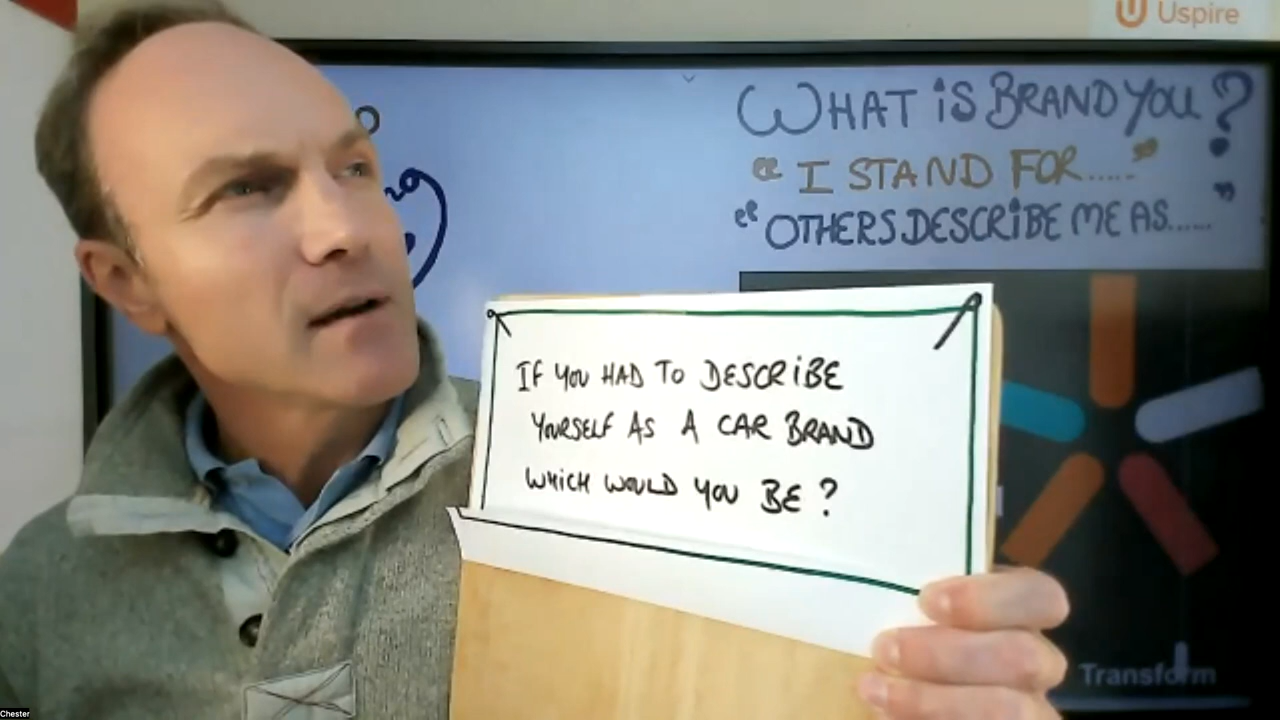 Uspire
WHAT iS BRAND YOU?
"I STAND FOR....."
"OTHERS DESCRiBE ME AS......"
IF YOU HAD TO DESCRiBE
YOURSELF AS A CAR BRAND
WHiCH WOULD YOU BE?
Transform
Chester